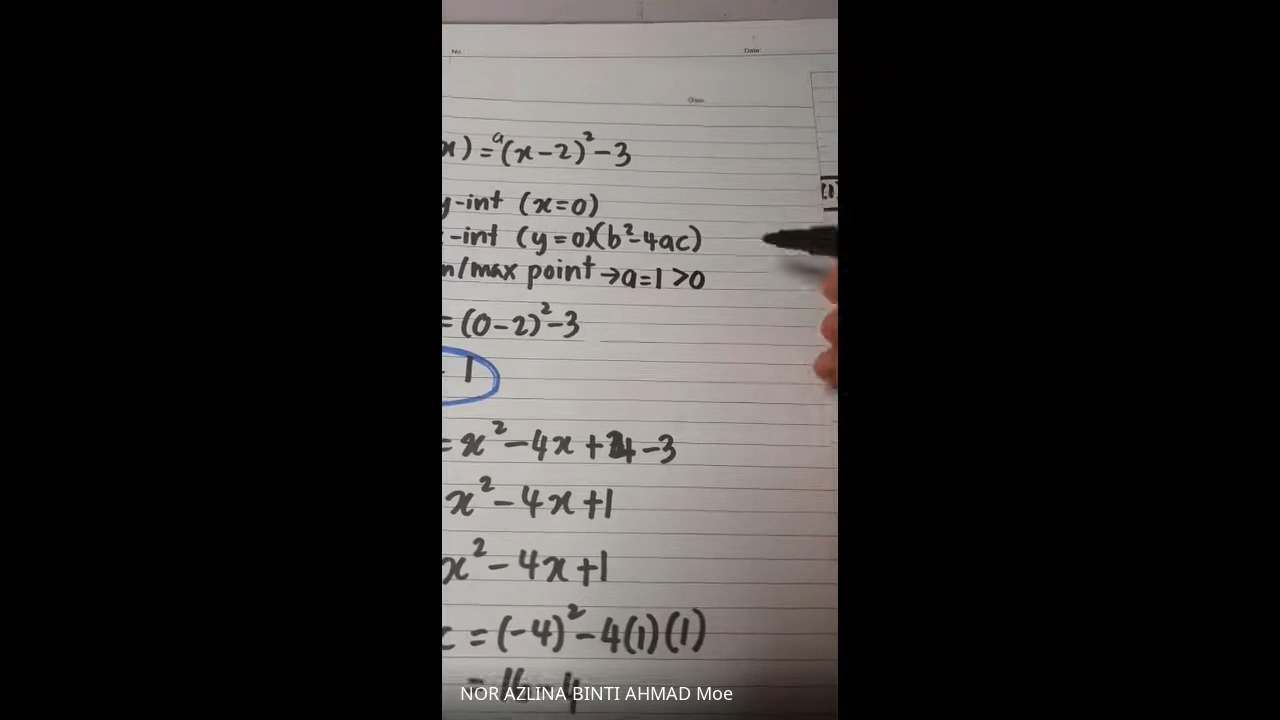 No:
Date:
x) = a(x-2)² - 3
y-int (x=0)
-int (y=0)(b²-4ac)
n/max point → a=1 >0
= (0-2)² - 3
1
= x² - 4x + 4 - 3
x² - 4x + 1
x² - 4x + 1
c = (-4)² - 4(1)(1)
= 16 - 4
NOR AZLINA BINTI AHMAD Moe